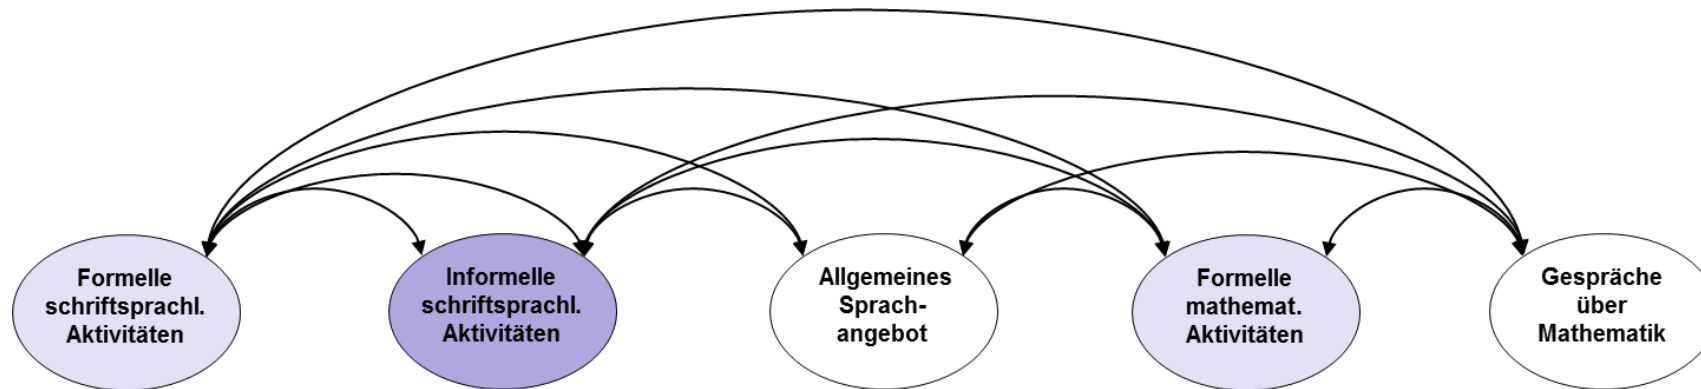 Formelle
schriftsprachl.
Aktivitäten
Informelle
schriftsprachl.
Aktivitäten
Allgemeines
Sprach-
angebot
Formelle
mathemat.
Aktivitäten
Gespräche
über
Mathematik